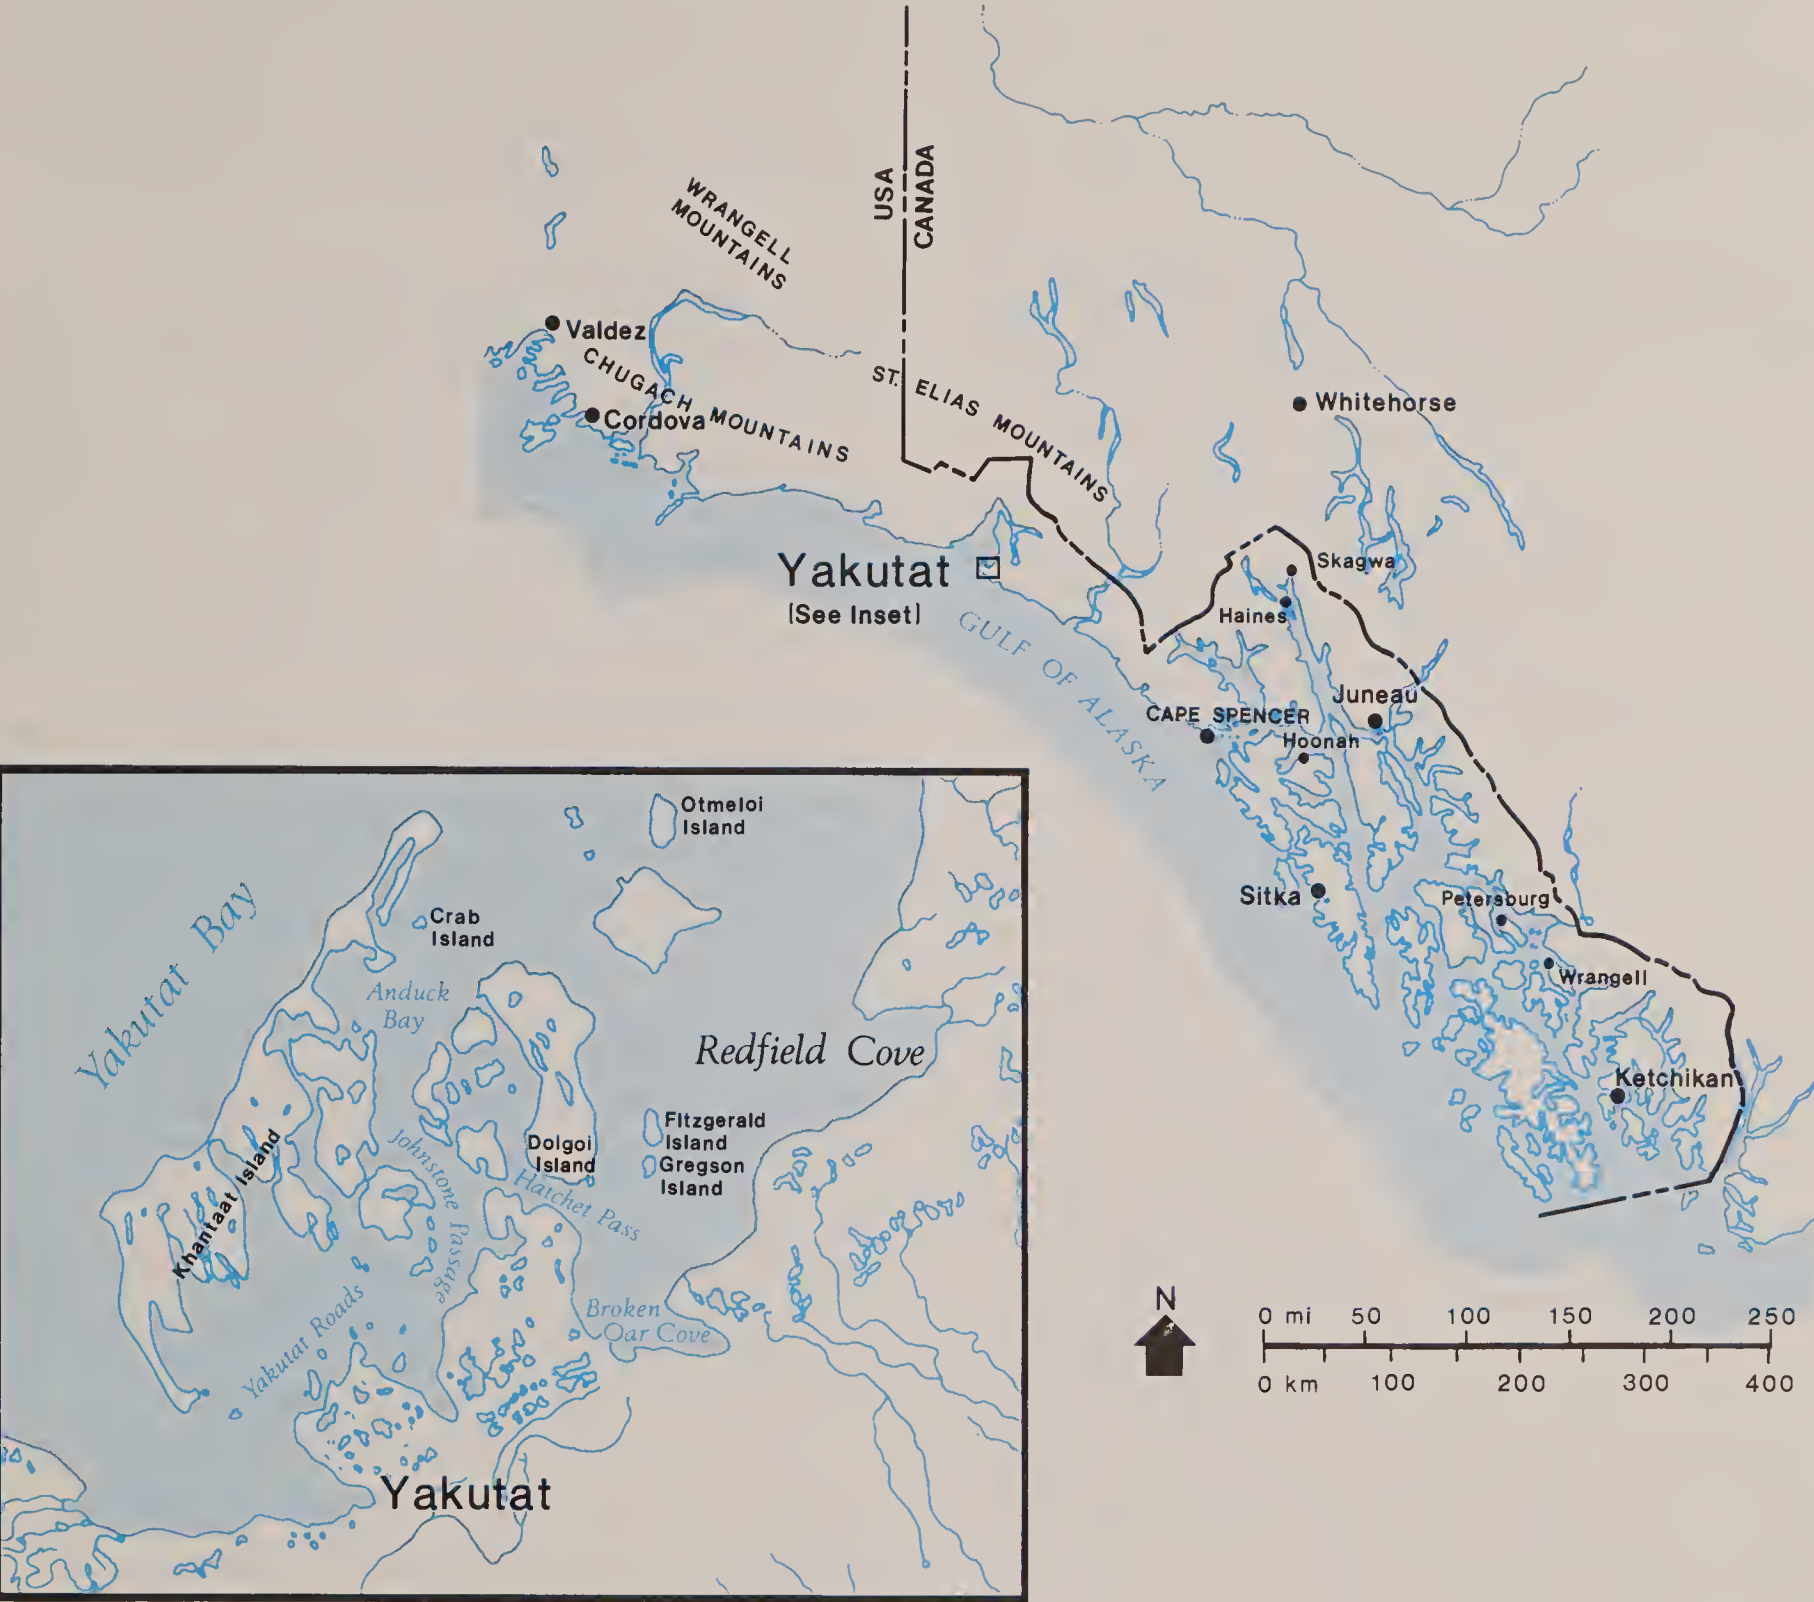 USA
CANADA
WRANGELL
MOUNTAINS
Valdez
CHUGACH MOUNTAINS
Cordova
ST. ELIAS MOUNTAINS
Whitehorse
Yakutat
(See Inset)
GULF OF ALASKA
Skagwa
Haines
Juneau
CAPE SPENCER
Hoonah
Sitka
Petersburg
Wrangell
Ketchikan
N
0 mi 50 100 150 200 250
0 km 100 200 300 400
Otmeloi
Island
Yakutat Bay
Crab
Island
Anduck
Bay
Redfield Cove
Fitzgerald
Island
Gregson
Island
Dolgoi
Island
Johnstone Passage
Hatchet Pass
Khantaat Island
Yakutat Roads
Broken
Oar Cove
Yakutat